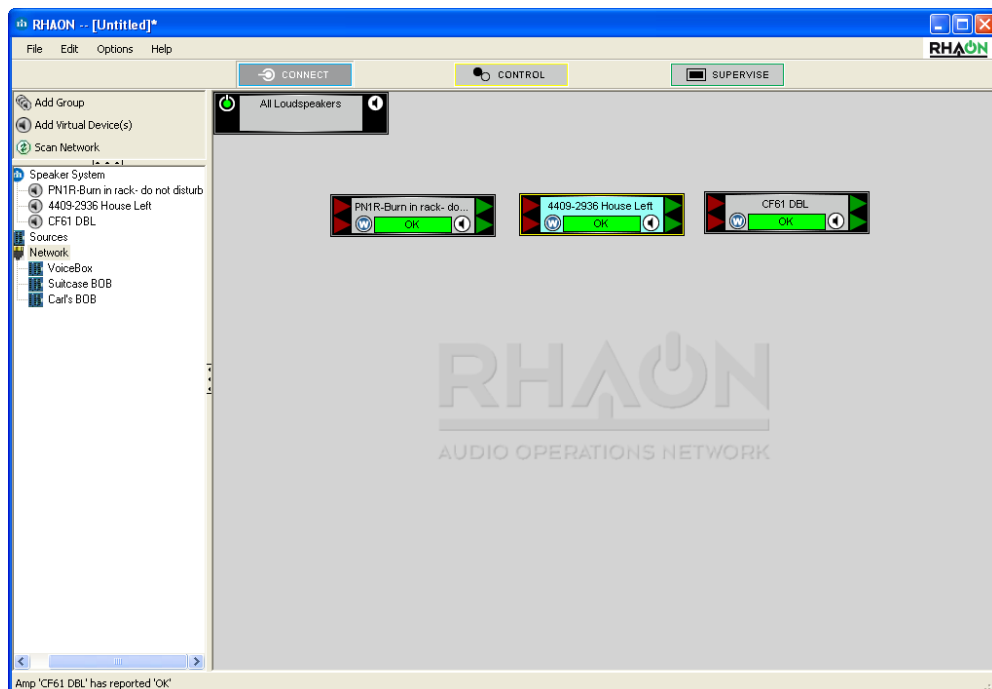 RHAON -- [Untitled]*
File Edit Options Help
RHAON
CONNECT CONTROL SUPERVISE
Add Group
Add Virtual Device(s)
Scan Network
Speaker System
PN1R-Burn in rack- do not disturb
4409-2936 House Left
CF61 DBL
Sources
Network
VoiceBox
Suitcase BOB
Carl's BOB
All Loudspeakers
PN1R-Burn in rack- do...
W OK
4409-2936 House Left
W OK
CF61 DBL
W OK
RHAON
AUDIO OPERATIONS NETWORK
Amp 'CF61 DBL' has reported 'OK'